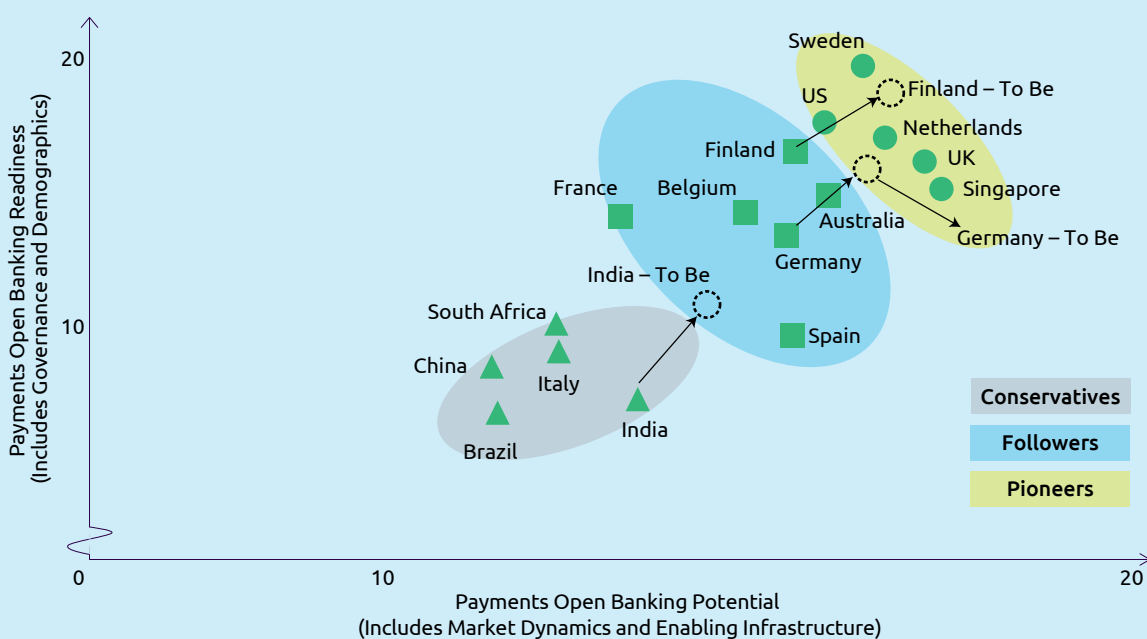 20
10
0
10
20
Payments Open Banking Readiness
(Includes Governance and Demographics)
Payments Open Banking Potential
(Includes Market Dynamics and Enabling Infrastructure)
Sweden
US
Finland – To Be
Netherlands
UK
Singapore
Germany – To Be
Finland
France
Belgium
Australia
Germany
India – To Be
Spain
South Africa
China
Italy
Brazil
India
Conservatives
Followers
Pioneers